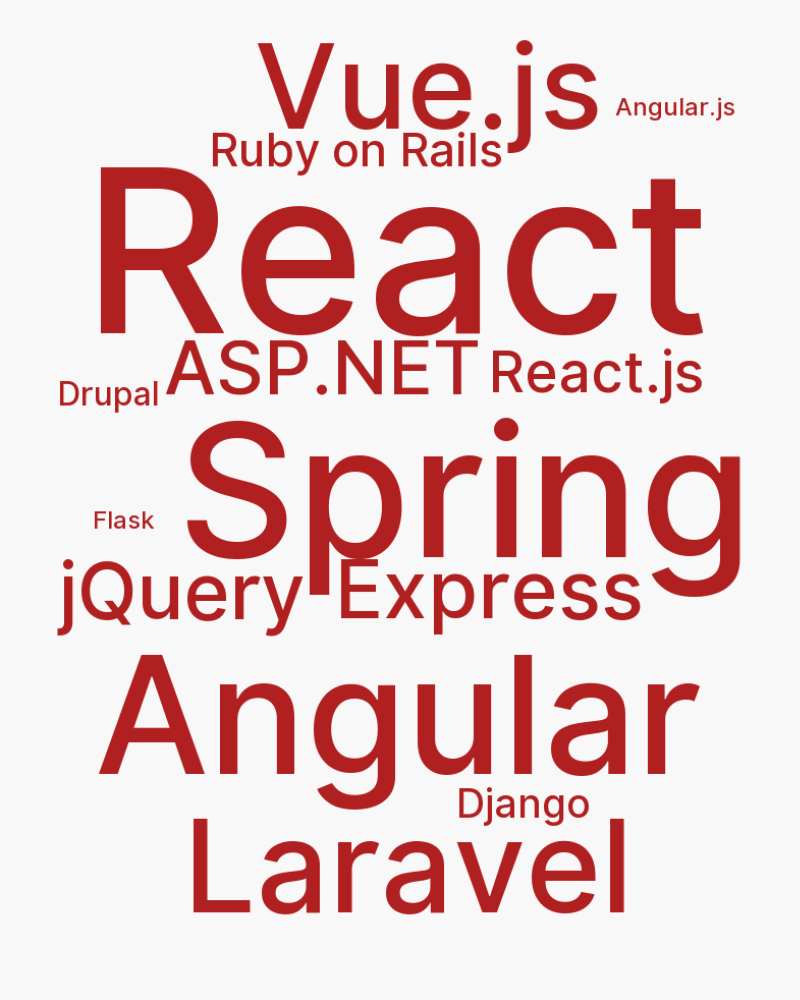 Vue.js
Angular.js
Ruby on Rails
React
ASP.NET
React.js
Drupal
Spring
Flask
jQuery
Express
Angular
Django
Laravel